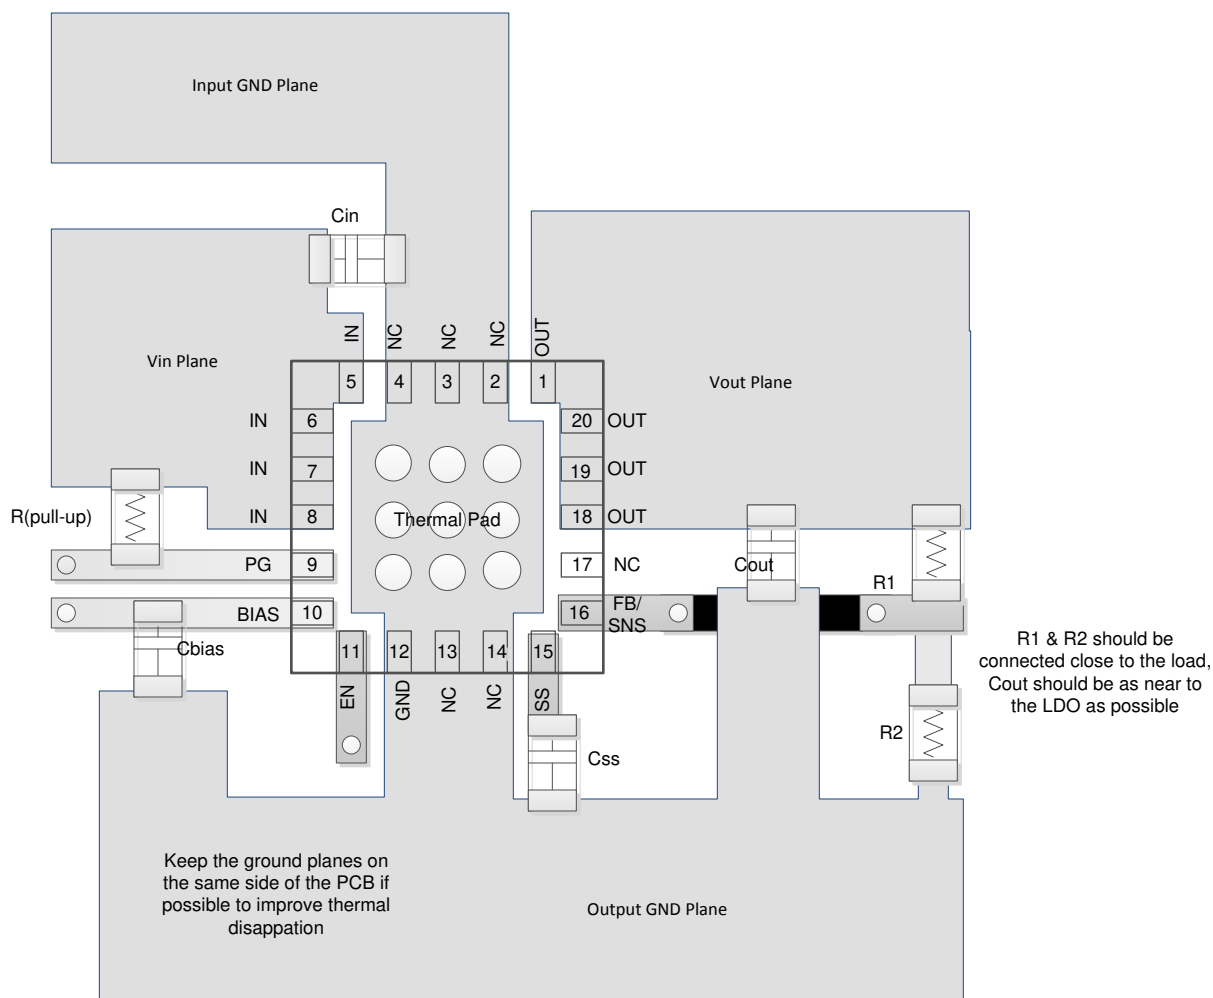 Input GND Plane
Cin
IN
NC
NC
NC
OUT
Vin Plane
Vout Plane
5
4
3
2
1
IN
6
20
OUT
IN
7
19
OUT
R(pull-up)
IN
8
Thermal Pad
18
OUT
PG
9
17
NC
Cout
R1
BIAS
10
16
FB/
SNS
Cbias
11
12
13
14
15
EN
GND
NC
NC
SS
R1 & R2 should be
connected close to the load,
Cout should be as near to
the LDO as possible
R2
Css
Keep the ground planes on
the same side of the PCB if
possible to improve thermal
disappation
Output GND Plane